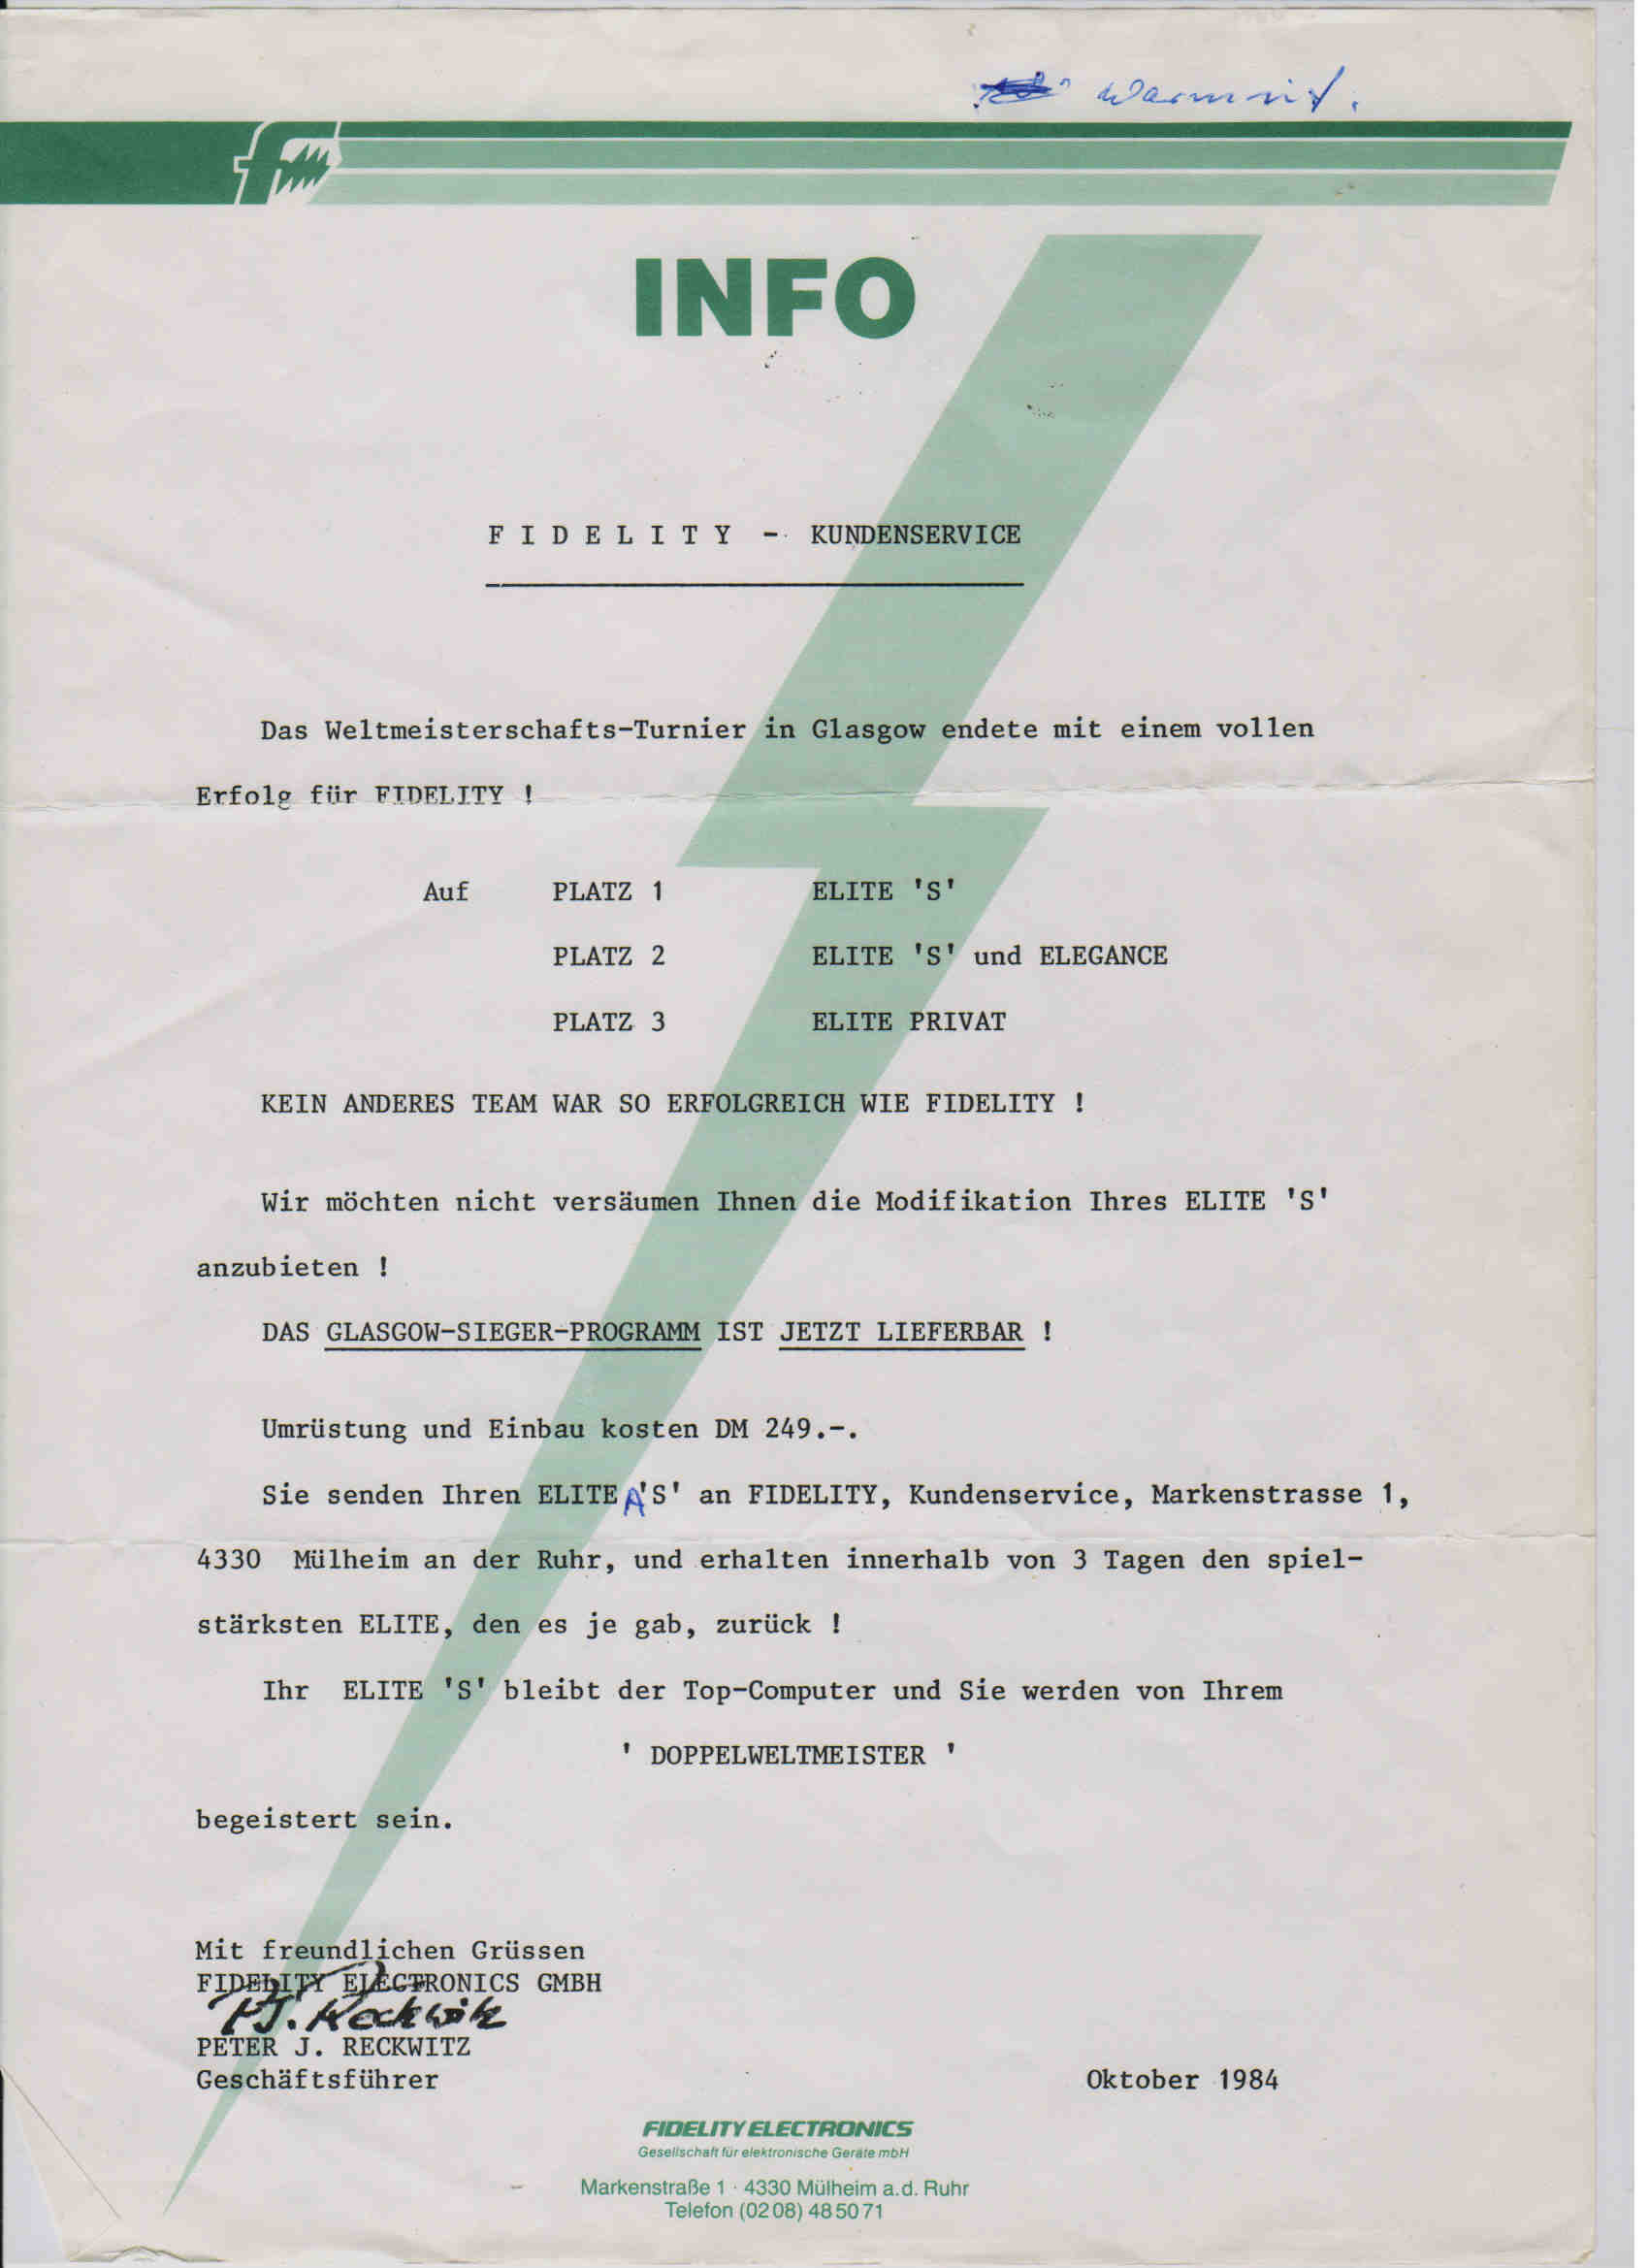 INFO
F I D E L I T Y - KUNDENSERVICE
Das Weltmeisterschafts-Turnier in Glasgow endete mit einem vollen
Erfolg für FIDELITY !
Auf PLATZ 1 ELITE 'S'
PLATZ 2 ELITE 'S' und ELEGANCE
PLATZ 3 ELITE PRIVAT
KEIN ANDERES TEAM WAR SO ERFOLGREICH WIE FIDELITY !
Wir möchten nicht versäumen Ihnen die Modifikation Ihres ELITE 'S'
anzubieten !
DAS GLASGOW-SIEGER-PROGRAMM IST JETZT LIEFERBAR !
Umrüstung und Einbau kosten DM 249.-.
Sie senden Ihren ELITE A'S' an FIDELITY, Kundenservice, Markenstrasse 1,
4330 Mülheim an der Ruhr, und erhalten innerhalb von 3 Tagen den spiel-
stärksten ELITE, den es je gab, zurück !
Ihr ELITE 'S' bleibt der Top-Computer und Sie werden von Ihrem
' DOPPELWELTMEISTER '
begeistert sein.
Mit freundlichen Grüssen
FIDELITY ELECTRONICS GMBH
P.J. Reckwitz
PETER J. RECKWITZ
Geschäftsführer
Oktober 1984
FIDELITY ELECTRONICS
Gesellschaft für elektronische Geräte mbH
Markenstraße 1 · 4330 Mülheim a.d. Ruhr
Telefon (0208) 485071